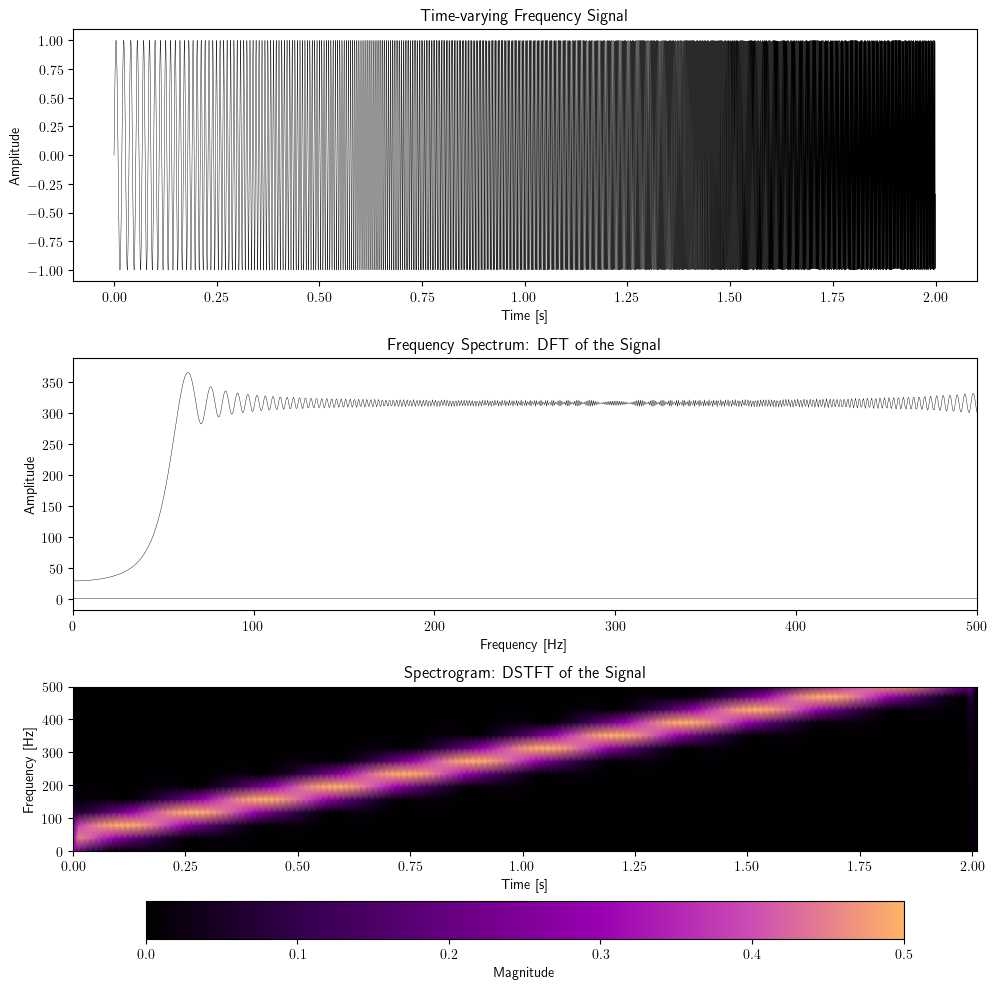 Time-varying Frequency Signal
Amplitude
1.00
0.75
0.50
0.25
0.00
−0.25
−0.50
−0.75
−1.00
0.00 0.25 0.50 0.75 1.00 1.25 1.50 1.75 2.00
Time [s]
Frequency Spectrum: DFT of the Signal
Amplitude
350
300
250
200
150
100
50
0
0 100 200 300 400 500
Frequency [Hz]
Spectrogram: DSTFT of the Signal
Frequency [Hz]
500
400
300
200
100
0
0.00 0.25 0.50 0.75 1.00 1.25 1.50 1.75 2.00
Time [s]
0.0 0.1 0.2 0.3 0.4 0.5
Magnitude